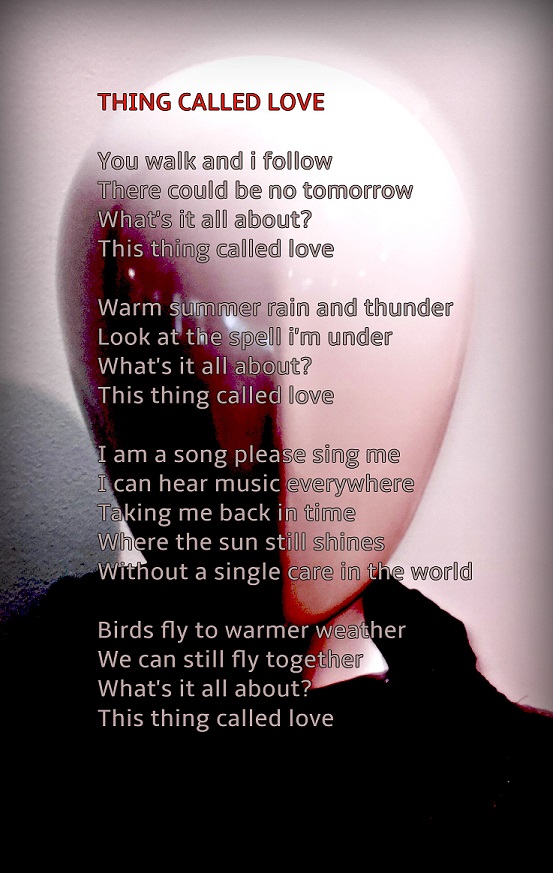 THING CALLED LOVE
You walk and i follow
There could be no tomorrow
What's it all about?
This thing called love
Warm summer rain and thunder
Look at the spell i'm under
What's it all about?
This thing called love
I am a song please sing me
I can hear music everywhere
Taking me back in time
Where the sun still shines
Without a single care in the world
Birds fly to warmer weather
We can still fly together
What's it all about?
This thing called love